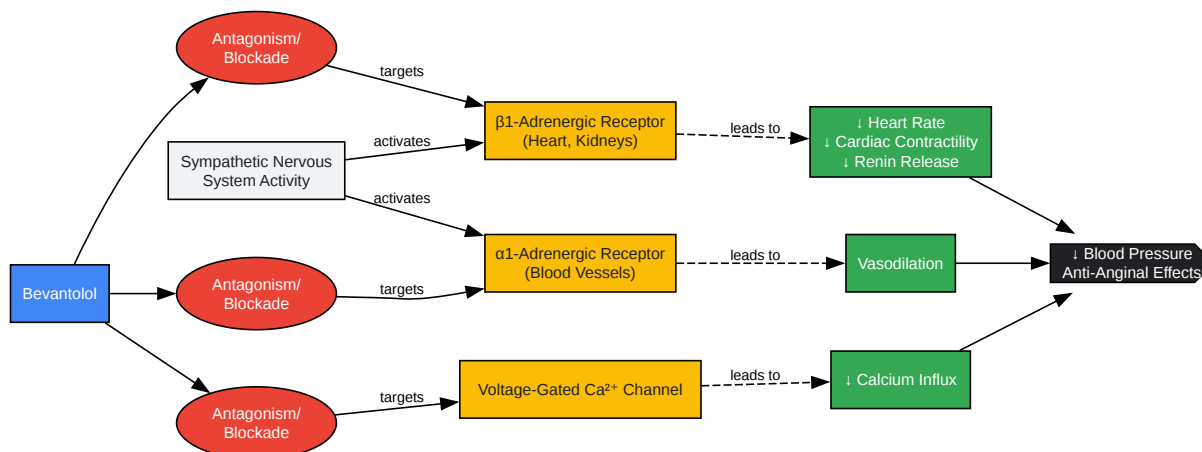 Antagonism/
Blockade
targets
β1-Adrenergic Receptor
(Heart, Kidneys)
leads to
↓ Heart Rate
↓ Cardiac Contractility
↓ Renin Release
Sympathetic Nervous
System Activity
activates
activates
α1-Adrenergic Receptor
(Blood Vessels)
leads to
Vasodilation
↓ Blood Pressure
Anti-Anginal Effects
Bevantolol
Antagonism/
Blockade
targets
Voltage-Gated Ca²⁺ Channel
leads to
↓ Calcium Influx
Antagonism/
Blockade
targets